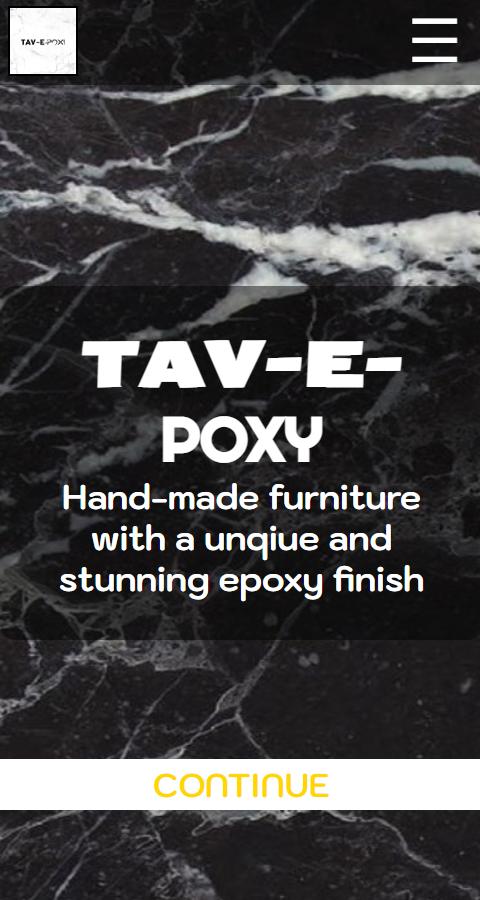 TAV-E-POXY
TAV-E-
POXY
Hand-made furniture
with a unqiue and
stunning epoxy finish
CONTINUE